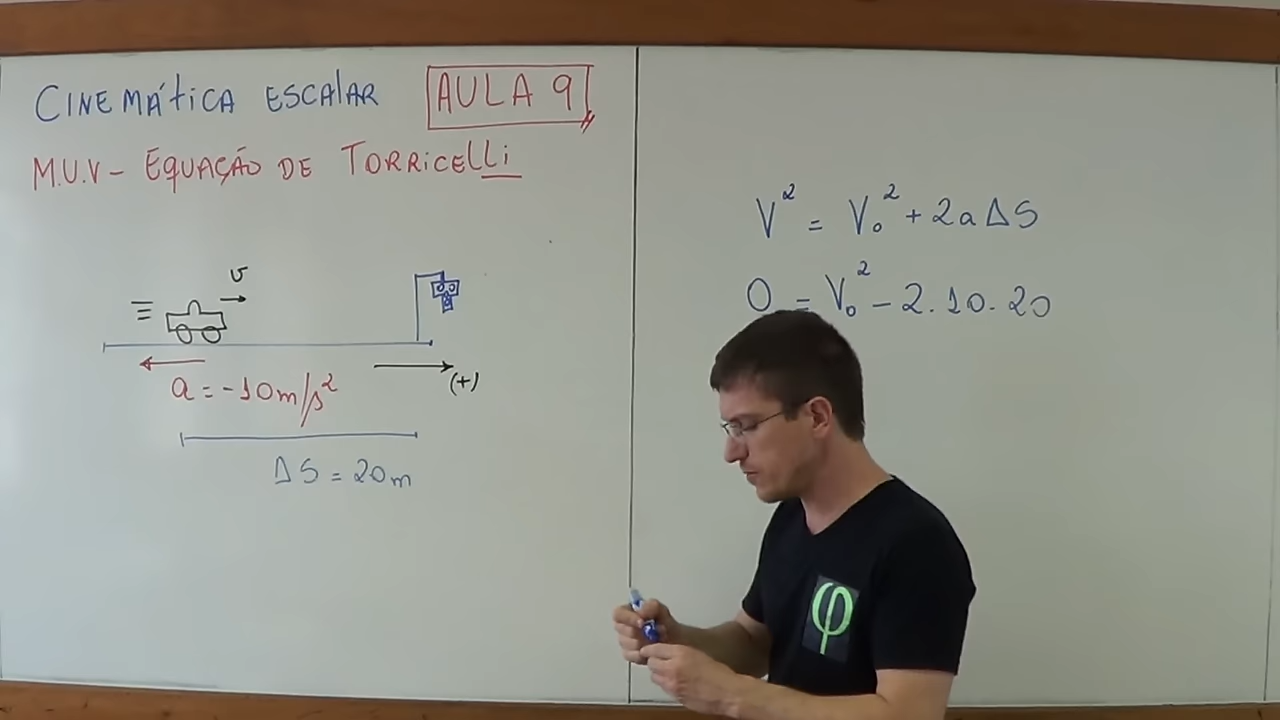 CINEMÁTICA ESCALAR AULA 9
M.U.V - EQUAÇÃO DE TORRICELLI
v
a = -10m/s²
(+)
ΔS = 20m
V² = V₀² + 2aΔS
0 = V₀² - 2.10.20
φ